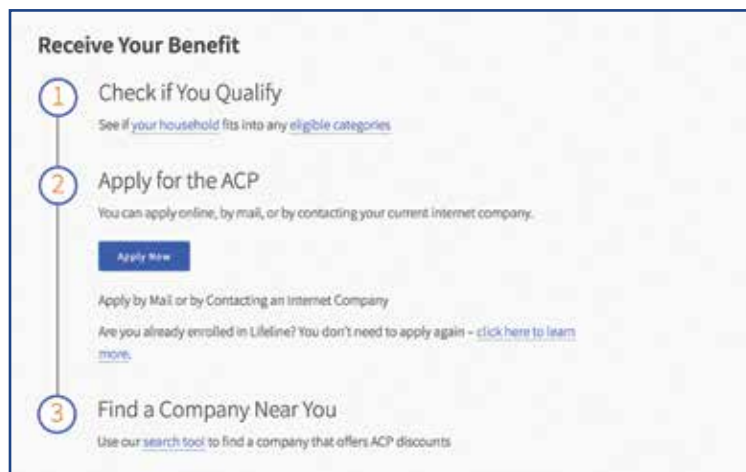 Receive Your Benefit
1
Check if You Qualify
See if your household fits into any eligible categories
2
Apply for the ACP
You can apply online, by mail, or by contacting your current internet company.
Apply Now
Apply by Mail or by Contacting an Internet Company
Are you already enrolled in Lifeline? You don't need to apply again – click here to learn
more.
3
Find a Company Near You
Use our search tool to find a company that offers ACP discounts